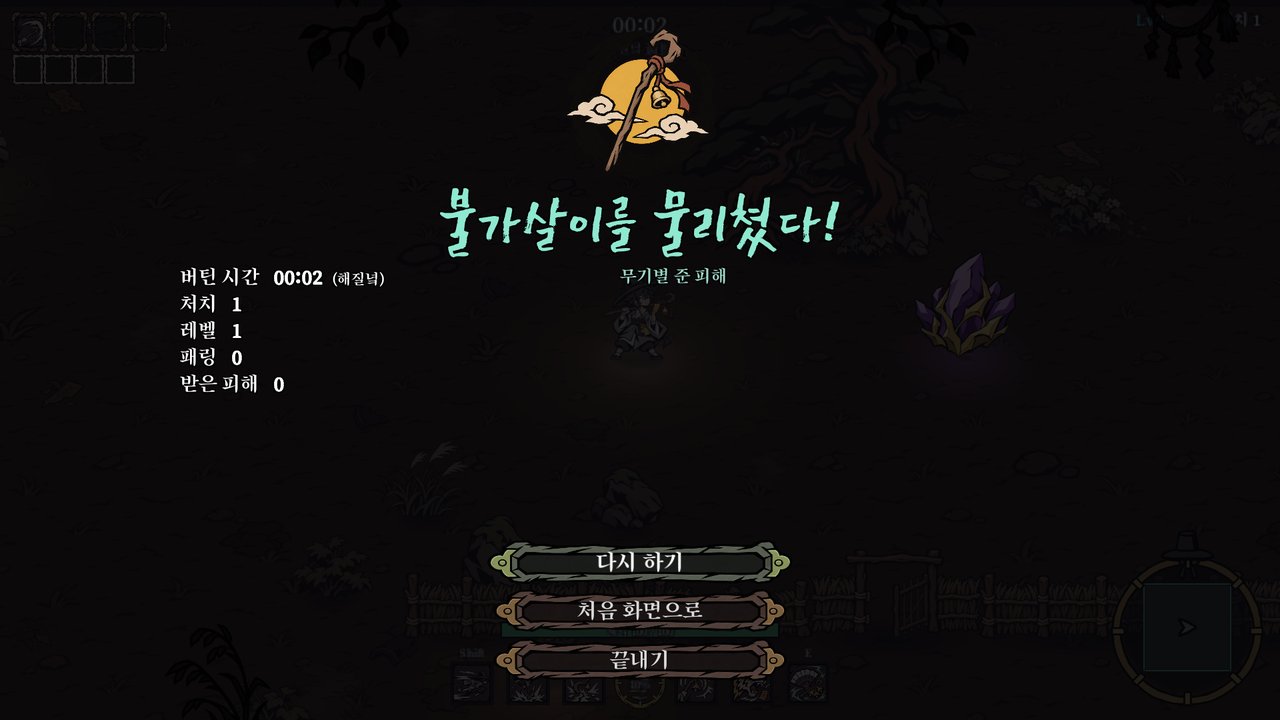 00:02
불가살이를 물리쳤다!
버틴 시간 00:02 (해질녘)
처치 1
레벨 1
패링 0
받은 피해 0
무기별 준 피해
다시 하기
처음 화면으로
끝내기
Shift
E